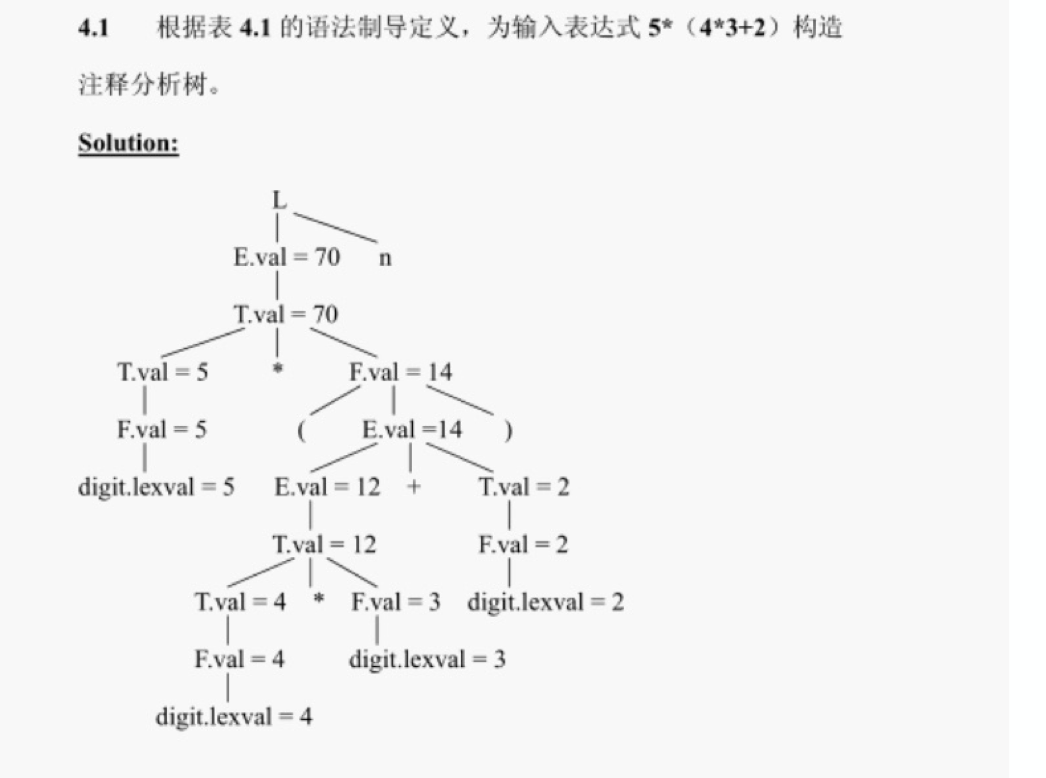 4.1 根据表 4.1 的语法制导定义，为输入表达式 5*（4*3+2）构造
注释分析树。
Solution:
L
E.val = 70 n
T.val = 70
T.val = 5 * F.val = 14
F.val = 5 ( E.val =14 )
digit.lexval = 5 E.val = 12 + T.val = 2
T.val = 12 F.val = 2
T.val = 4 * F.val = 3 digit.lexval = 2
F.val = 4 digit.lexval = 3
digit.lexval = 4